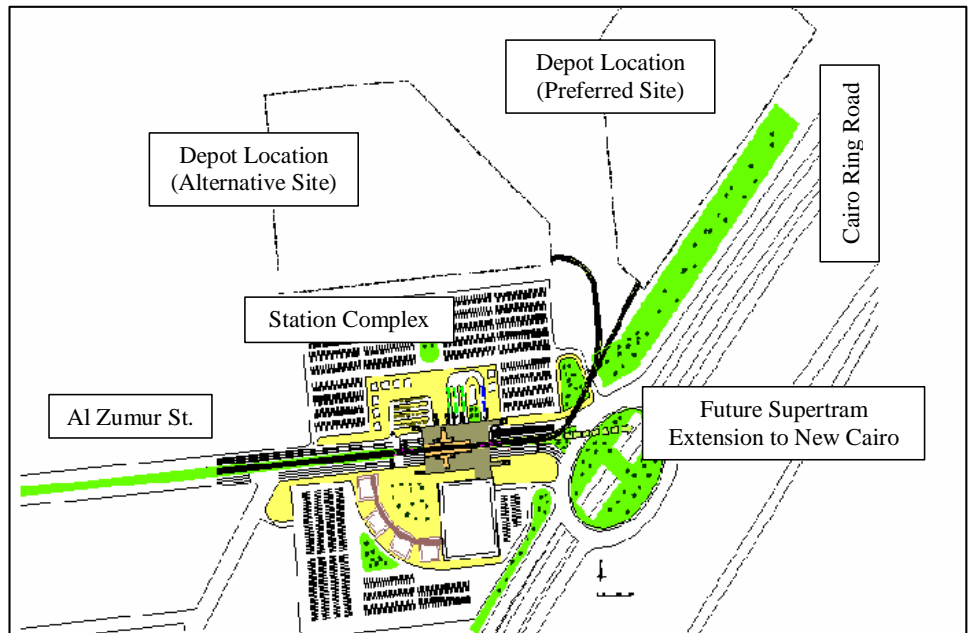 Depot Location
(Preferred Site)
Cairo Ring Road
Depot Location
(Alternative Site)
Station Complex
Al Zumur St.
Future Supertram
Extension to New Cairo